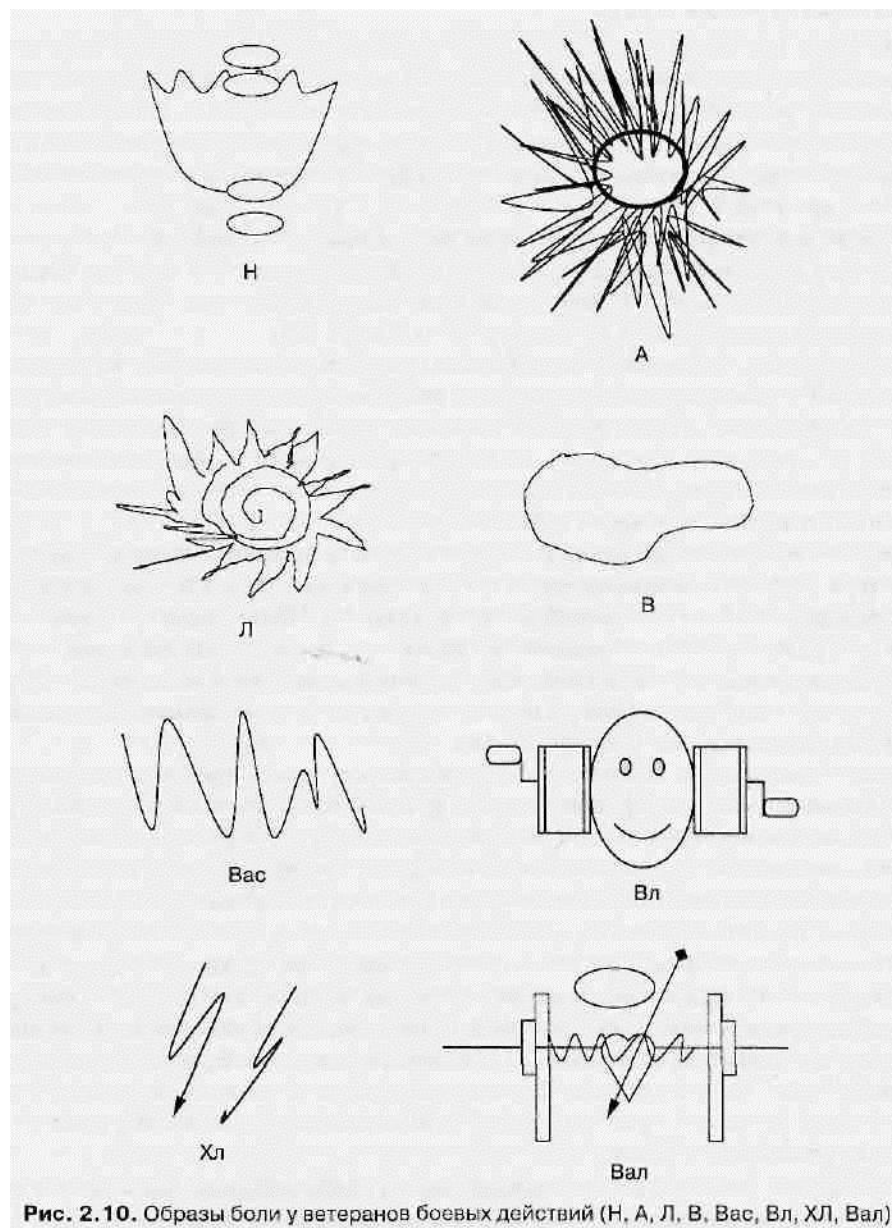 Н
А
Л
В
Вас
Вл
Хл
Вал
Рис. 2.10. Образы боли у ветеранов боевых действий (Н, А, Л, В, Вас, Вл, ХЛ, Вал)